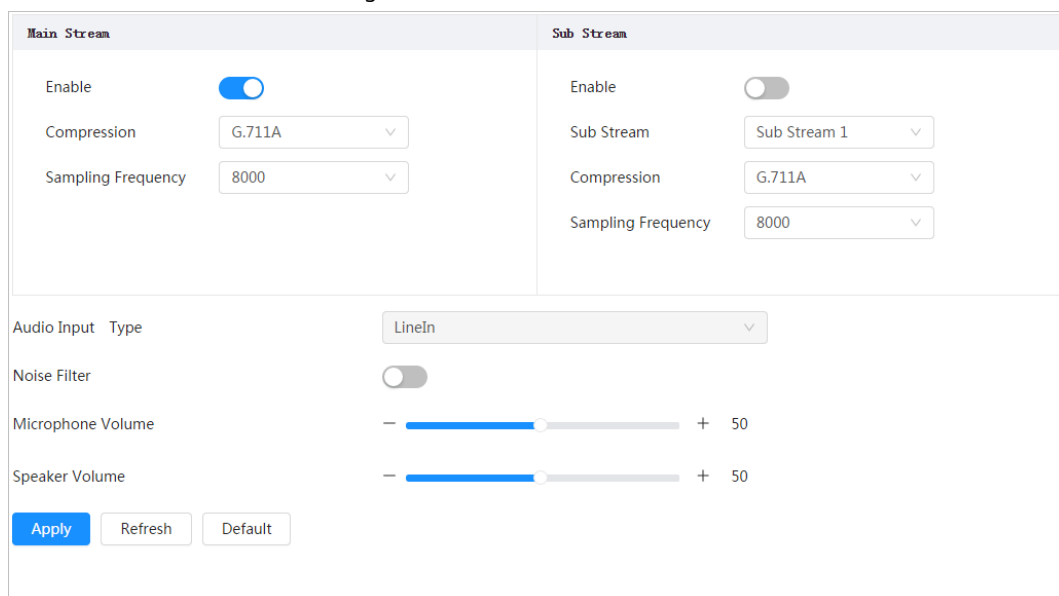 Main Stream
Sub Stream
Enable
Enable
Compression G.711A
Sub Stream Sub Stream 1
Sampling Frequency 8000
Compression G.711A
Sampling Frequency 8000
Audio Input Type LineIn
Noise Filter
Microphone Volume − + 50
Speaker Volume − + 50
Apply Refresh Default